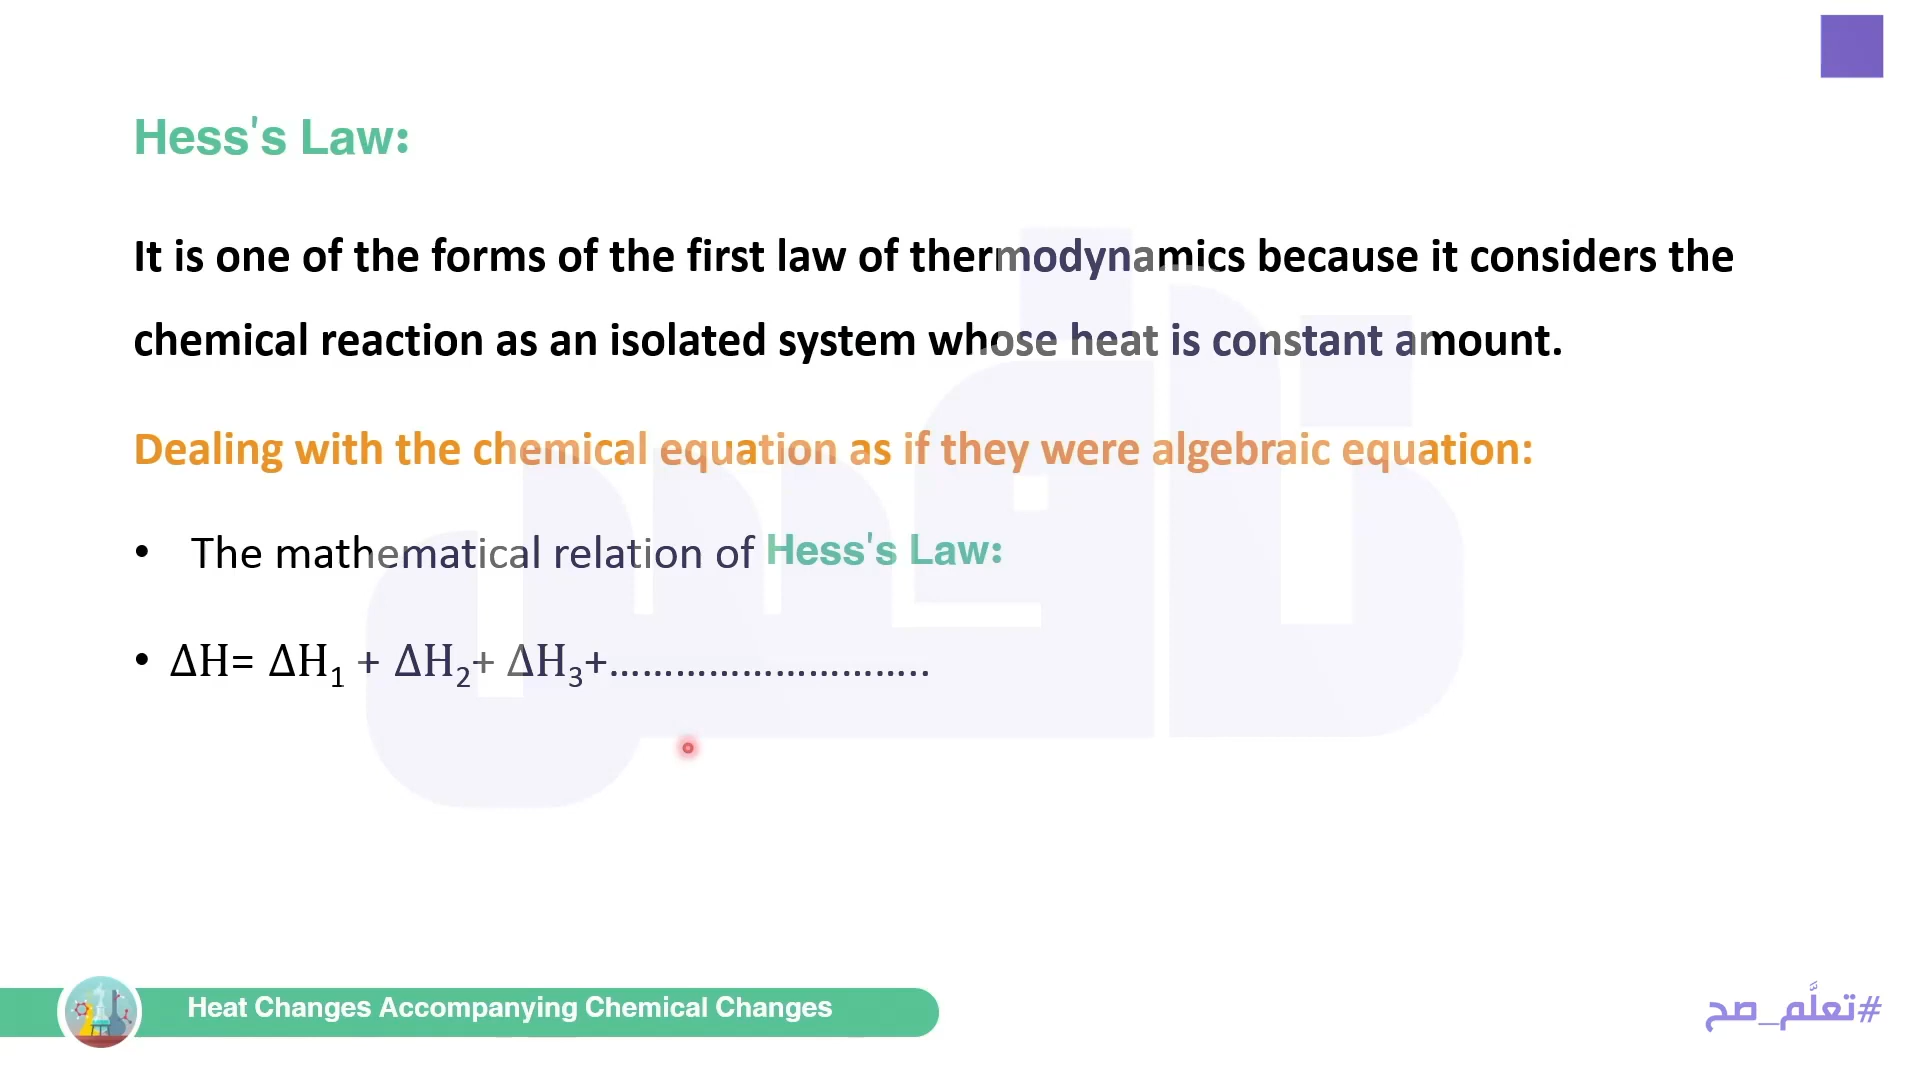 Hess's Law:
It is one of the forms of the first law of thermodynamics because it considers the
chemical reaction as an isolated system whose heat is constant amount.
Dealing with the chemical equation as if they were algebraic equation:
• The mathematical relation of Hess's Law:
• ΔH= ΔH₁ + ΔH₂+ ΔH₃+………………………..
Heat Changes Accompanying Chemical Changes
#تعلَّم_صح